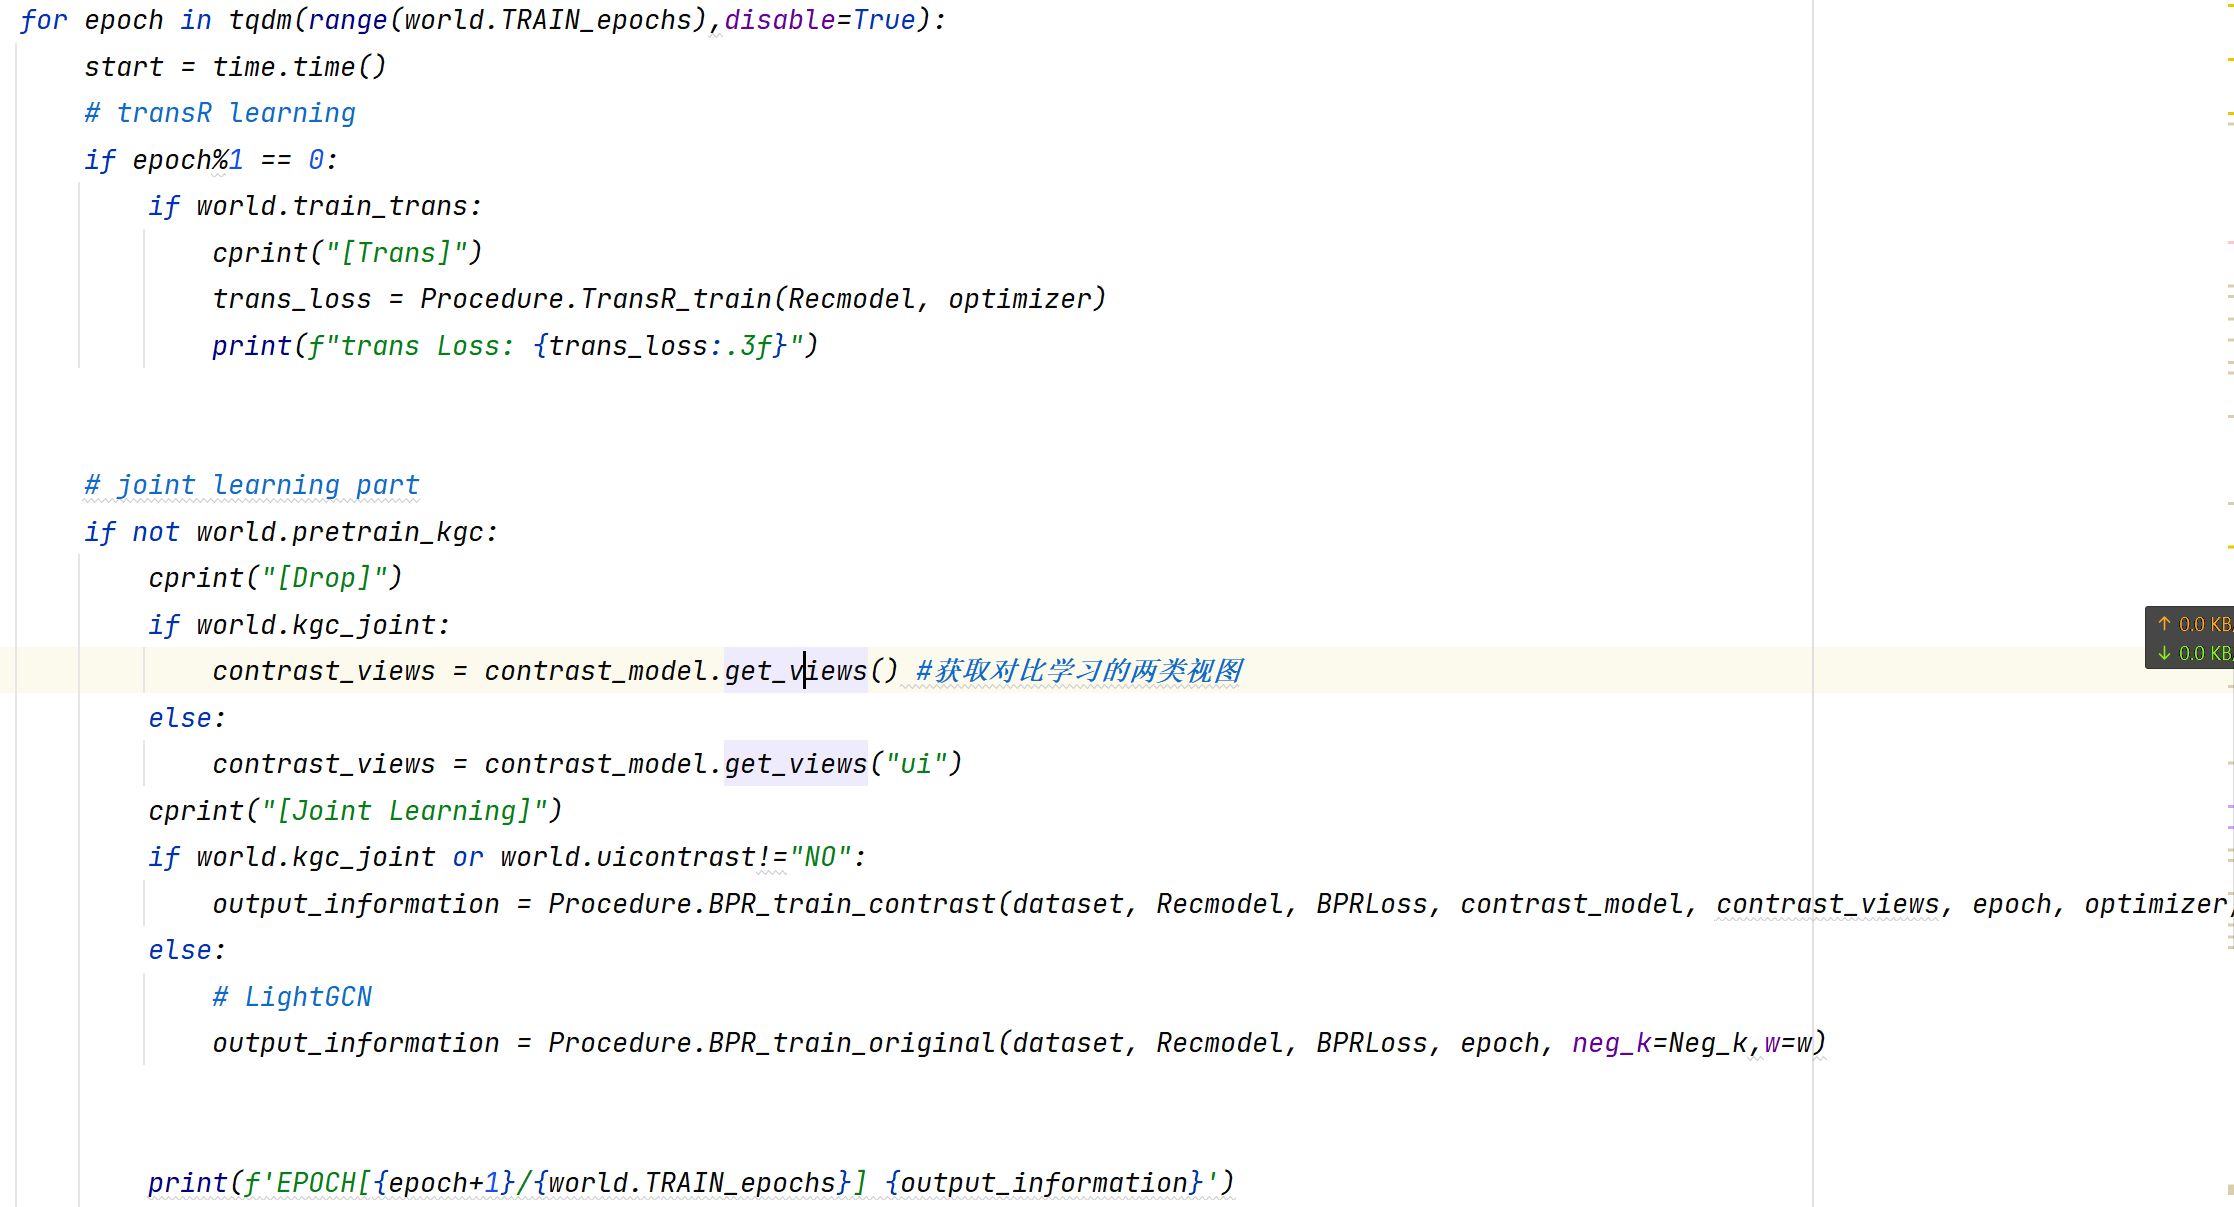 for epoch in tqdm(range(world.TRAIN_epochs),disable=True):
    start = time.time()
    # transR learning
    if epoch%1 == 0:
        if world.train_trans:
            cprint("[Trans]")
            trans_loss = Procedure.TransR_train(Recmodel, optimizer)
            print(f"trans Loss: {trans_loss:.3f}")
    # joint learning part
    if not world.pretrain_kgc:
        cprint("[Drop]")
        if world.kgc_joint:
↑ 0.0 KB/
            contrast_views = contrast_model.get_views() #获取对比学习的两类视图
↓ 0.0 KB/
        else:
            contrast_views = contrast_model.get_views("ui")
        cprint("[Joint Learning]")
        if world.kgc_joint or world.uicontrast!="NO":
            output_information = Procedure.BPR_train_contrast(dataset, Recmodel, BPRLoss, contrast_model, contrast_views, epoch, optimizer,
        else:
            # LightGCN
            output_information = Procedure.BPR_train_original(dataset, Recmodel, BPRLoss, epoch, neg_k=Neg_k,w=w)
        print(f'EPOCH[{epoch+1}/{world.TRAIN_epochs}] {output_information}')